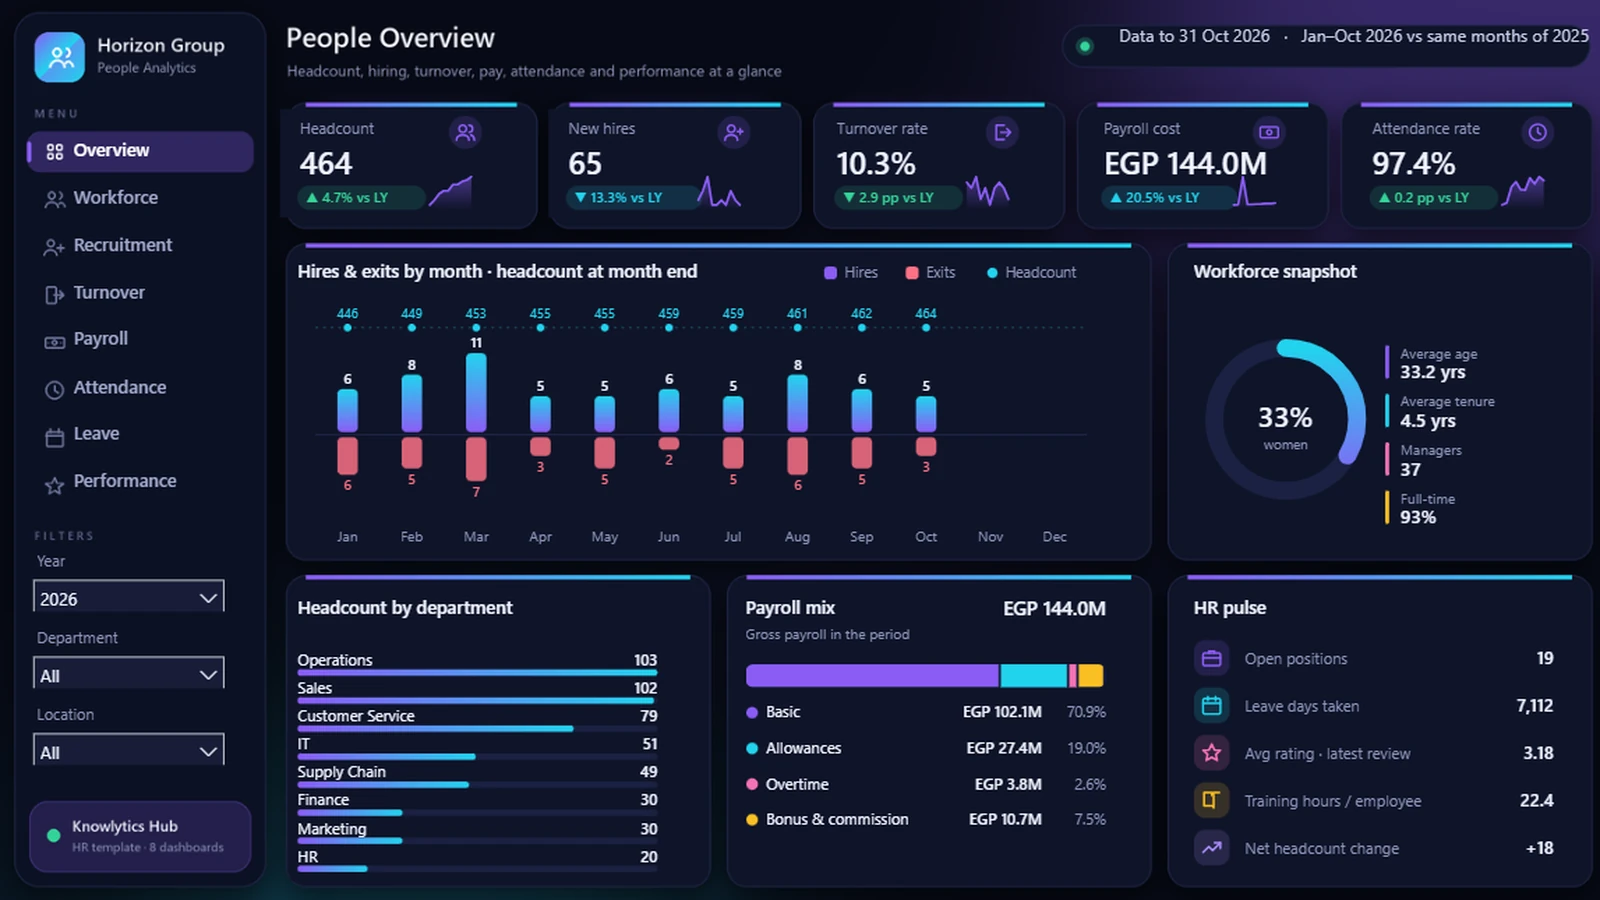 Horizon Group
People Analytics
MENU
Overview
Workforce
Recruitment
Turnover
Payroll
Attendance
Leave
Performance
FILTERS
Year
2026
Department
All
Location
All
Knowlytics Hub
HR template · 8 dashboards
People Overview
Headcount, hiring, turnover, pay, attendance and performance at a glance
Data to 31 Oct 2026 · Jan–Oct 2026 vs same months of 2025
Headcount
464
▲ 4.7% vs LY
New hires
65
▼ 13.3% vs LY
Turnover rate
10.3%
▼ 2.9 pp vs LY
Payroll cost
EGP 144.0M
▲ 20.5% vs LY
Attendance rate
97.4%
▲ 0.2 pp vs LY
Hires & exits by month · headcount at month end
Hires Exits Headcount
446 449 453 455 455 459 459 461 462 464
6 8 11 5 5 6 5 8 6 5
6 5 7 3 5 2 5 6 5 3
Jan Feb Mar Apr May Jun Jul Aug Sep Oct Nov Dec
Workforce snapshot
33%
women
Average age
33.2 yrs
Average tenure
4.5 yrs
Managers
37
Full-time
93%
Headcount by department
Operations 103
Sales 102
Customer Service 79
IT 51
Supply Chain 49
Finance 30
Marketing 30
HR 20
Payroll mix EGP 144.0M
Gross payroll in the period
Basic EGP 102.1M 70.9%
Allowances EGP 27.4M 19.0%
Overtime EGP 3.8M 2.6%
Bonus & commission EGP 10.7M 7.5%
HR pulse
Open positions 19
Leave days taken 7,112
Avg rating · latest review 3.18
Training hours / employee 22.4
Net headcount change +18